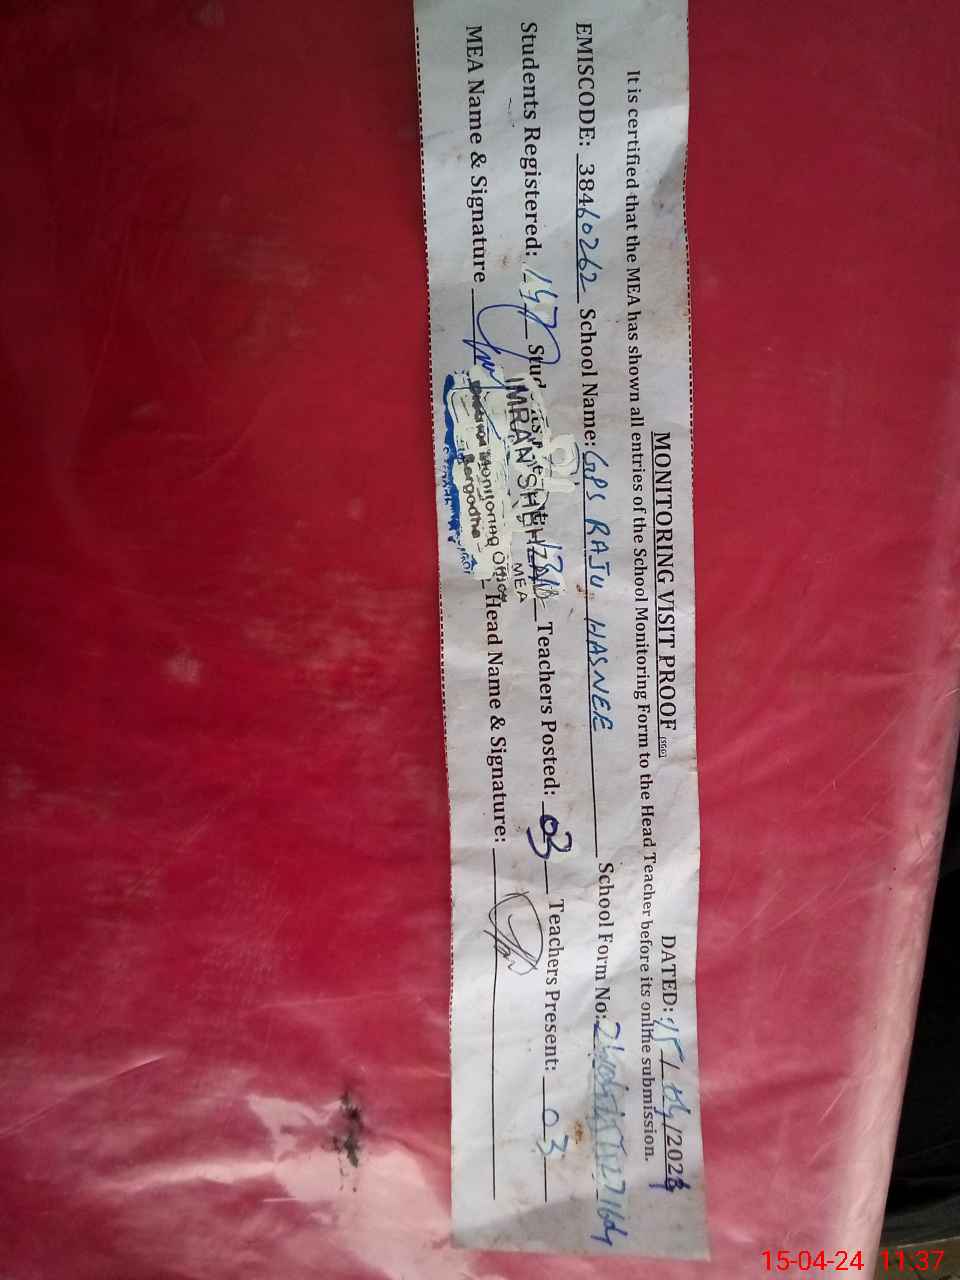 MONITORING VISIT PROOF DATED: 15/04/2024
It is certified that the MEA has shown all entries of the School Monitoring Form to the Head Teacher before its online submission.
EMISCODE: 38460262 School Name: GPS RAJU HASNEE School Form No:
Students Registered: 147 Teachers Posted: 03 Teachers Present: 03
MEA Name & Signature Head Name & Signature:
IMRAN SHEHZAD
MEA
Monitoring Officer
Sargodha
15-04-24 11:37